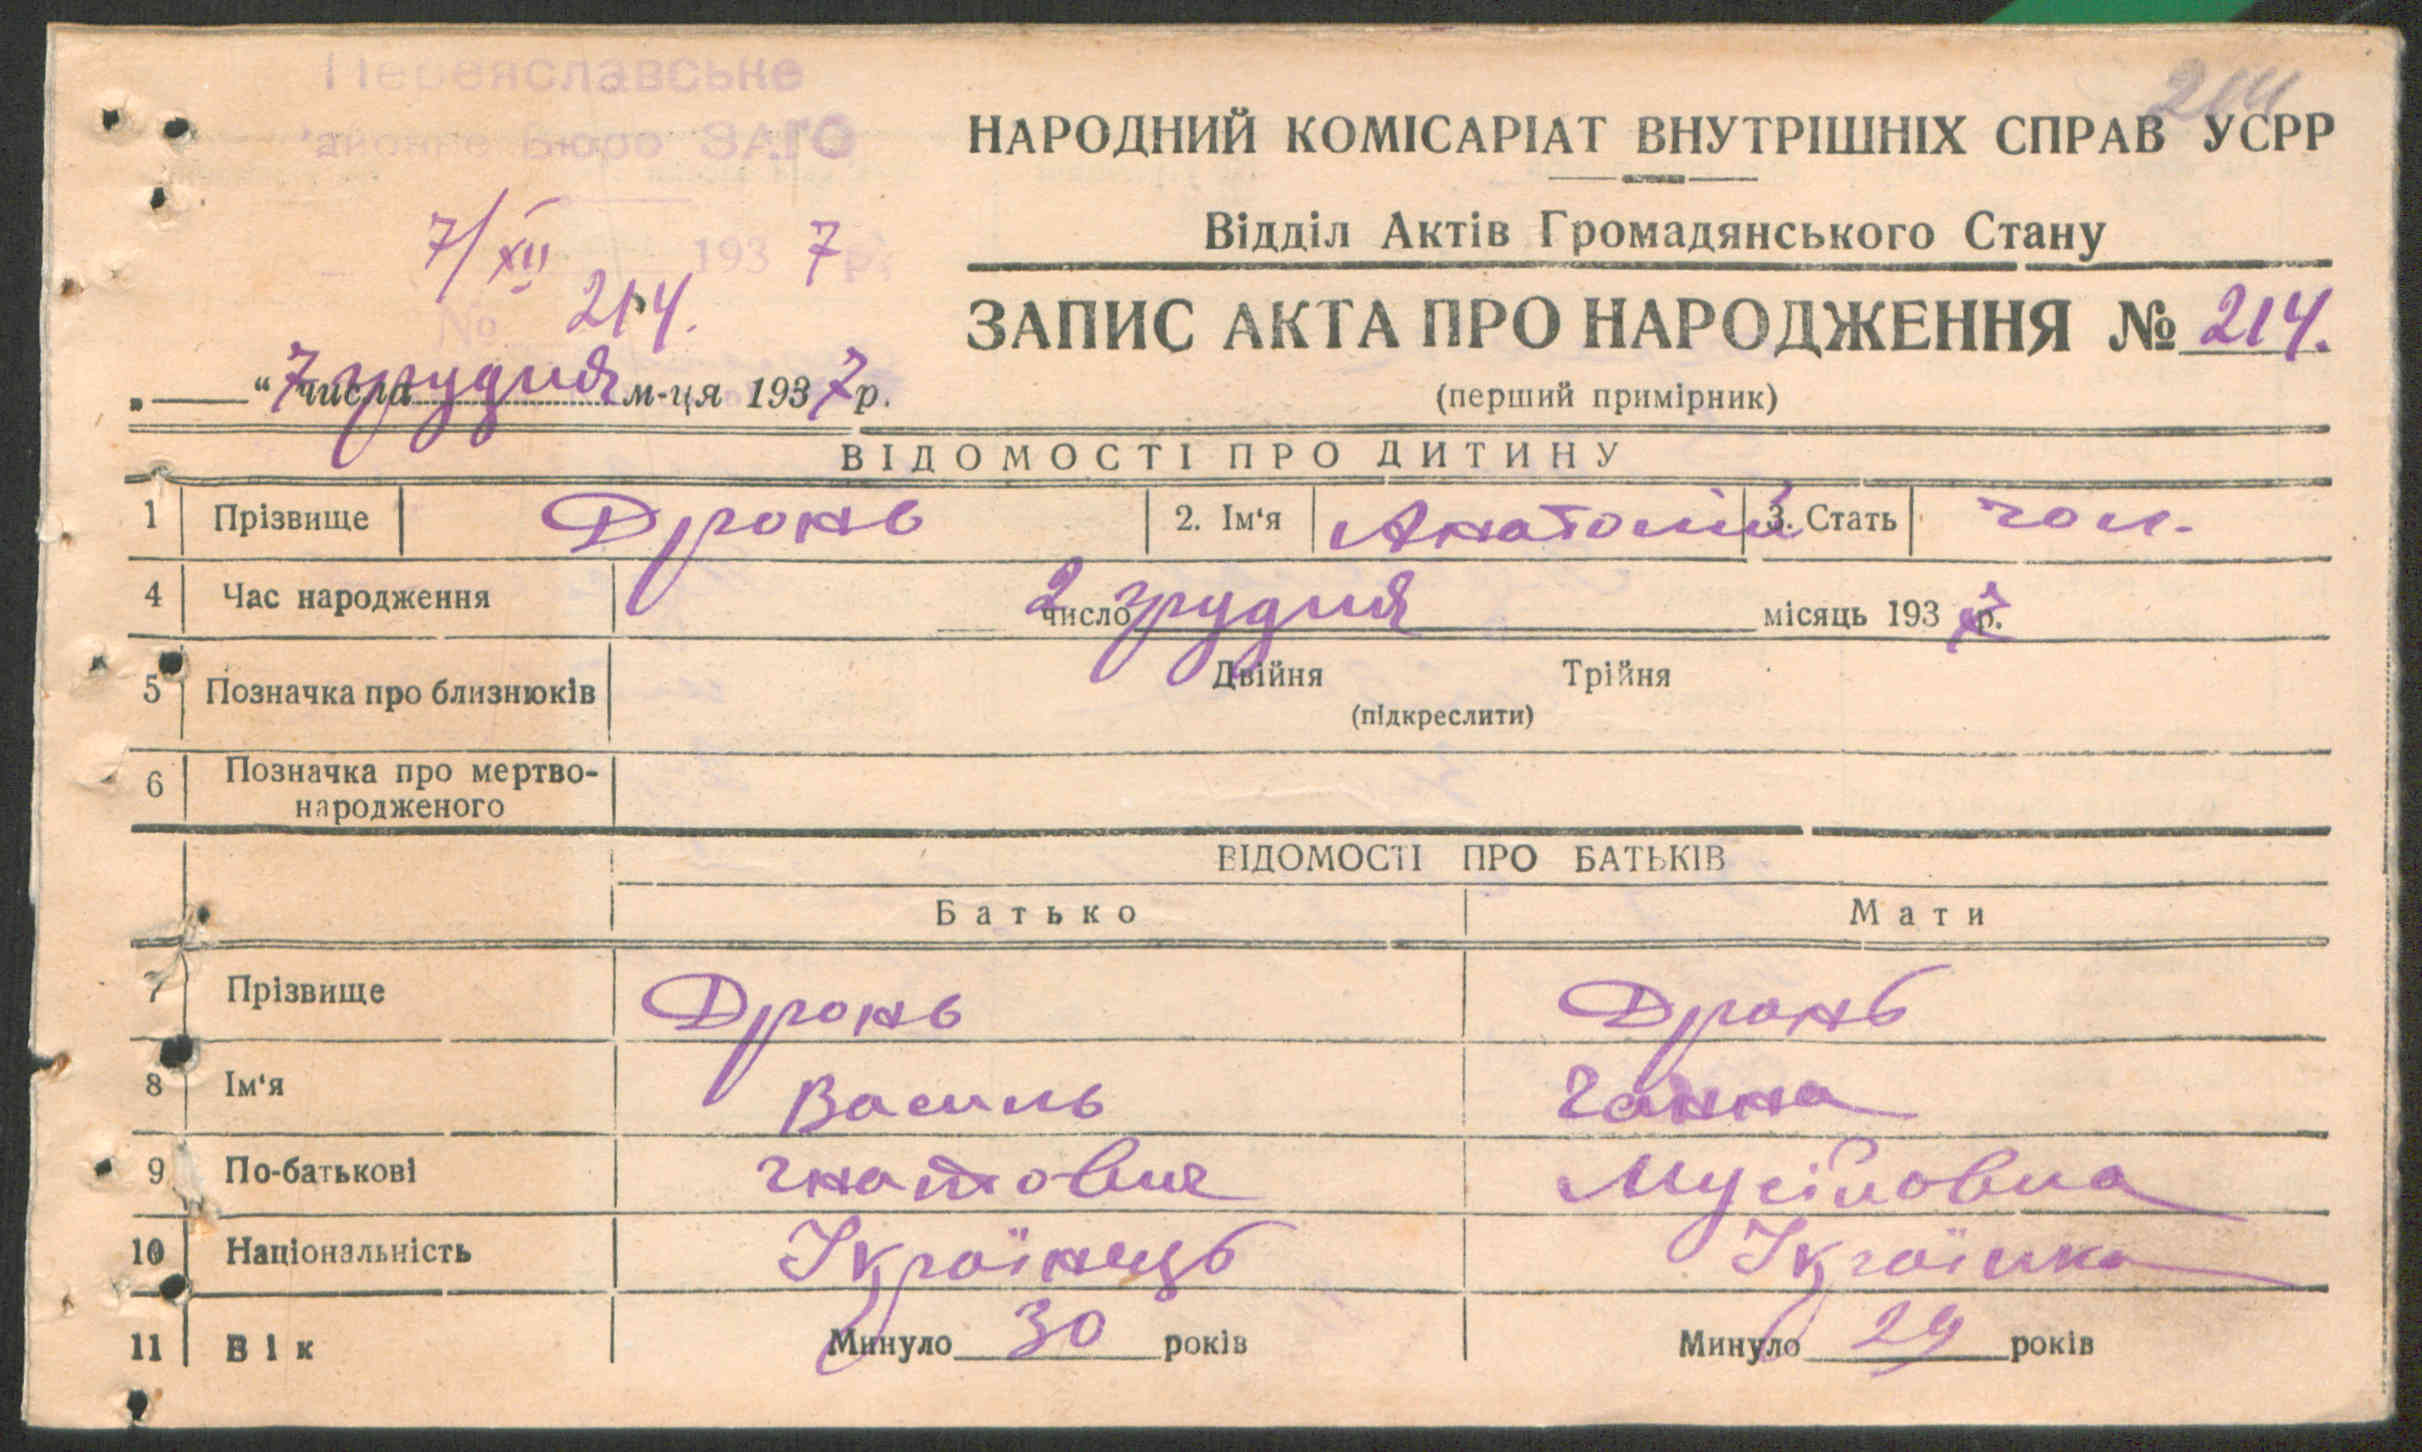 Переяславське
районне Бюро ЗАГС
214
НАРОДНИЙ КОМІСАРІАТ ВНУТРІШНІХ СПРАВ УСРР
Відділ Актів Громадянського Стану
7/XII 1937 р.
№ 214.
ЗАПИС АКТА ПРО НАРОДЖЕННЯ № 214.
„ “ 7 числа грудня м-ця 1937 р.
(перший примірник)
ВІДОМОСТІ ПРО ДИТИНУ
1 Прізвище Дронь 2. Ім‘я Анатолій 3. Стать чол.
4 Час народження 2 число грудня місяць 1937 р.
5 Позначка про близнюків Двійня Трійня
(підкреслити)
6 Позначка про мертво-
народженого
ВІДОМОСТІ ПРО БАТЬКІВ
Батько Мати
7 Прізвище Дронь Дронь
8 Ім‘я Василь Ганна
9 По-батькові Гнатович Мусіловна
10 Національність Українець Українка
11 Вік Минуло 30 років Минуло 29 років